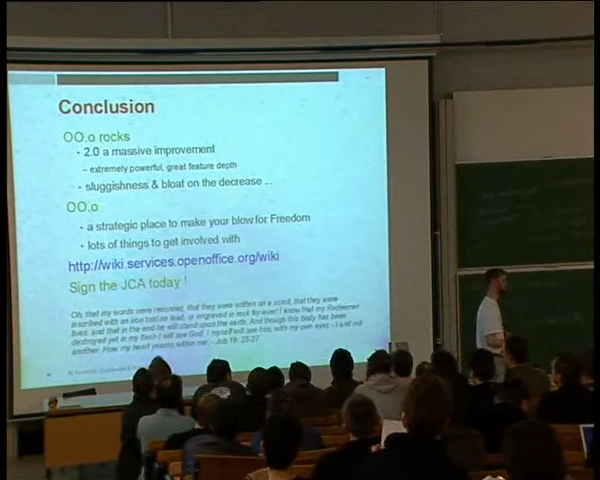 Conclusion
OO.o rocks
· 2.0 a massive improvement
– extremely powerful, great feature depth
· sluggishness & bloat on the decrease ...
OO.o
· a strategic place to make your blow for Freedom
· lots of things to get involved with
http://wiki.services.openoffice.org/wiki
Sign the JCA today !
Oh, that my words were recorded, that they were written on a scroll, that they were
inscribed with an iron tool on lead, or engraved in rock for ever! I know that my Redeemer
lives, and that in the end he will stand upon the earth. And though this body has been
destroyed yet in my flesh I will see God. I myself will see him, with my own eyes - I and not
another. How my heart yearns within me. - Job 19: 23-27